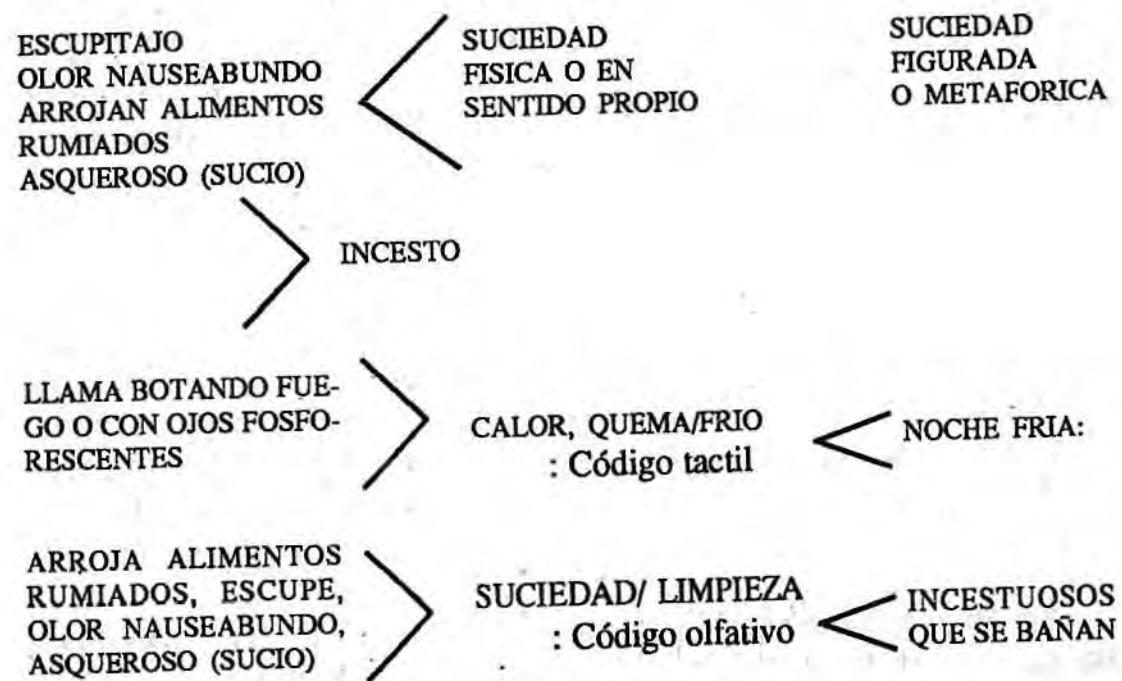 ESCUPITAJO
OLOR NAUSEABUNDO
ARROJAN ALIMENTOS
RUMIADOS
ASQUEROSO (SUCIO)
SUCIEDAD
FISICA O EN
SENTIDO PROPIO
SUCIEDAD
FIGURADA
O METAFORICA
INCESTO
LLAMA BOTANDO FUE-
GO O CON OJOS FOSFO-
RESCENTES
CALOR, QUEMA/FRIO
: Código tactil
NOCHE FRIA:
ARROJA ALIMENTOS
RUMIADOS, ESCUPE,
OLOR NAUSEABUNDO,
ASQUEROSO (SUCIO)
SUCIEDAD/ LIMPIEZA
: Código olfativo
INCESTUOSOS
QUE SE BAÑAN